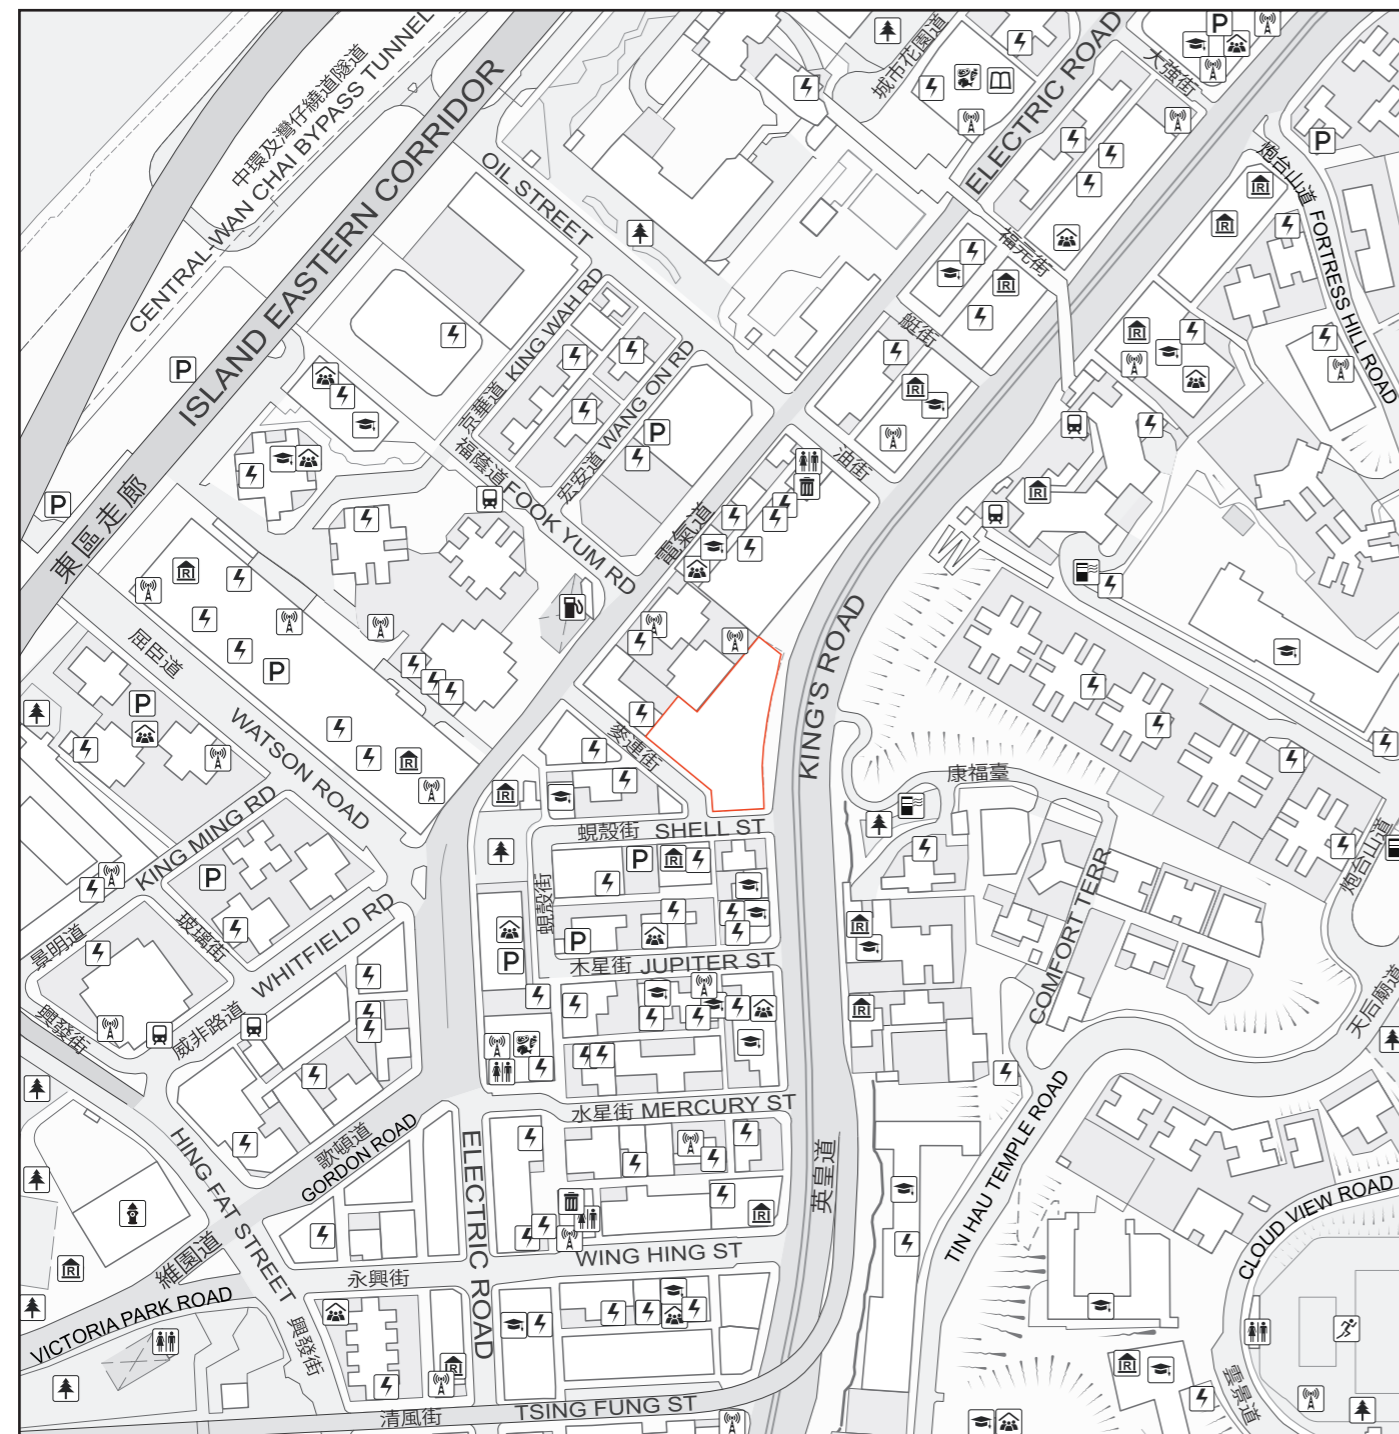 中環及灣仔繞道隧道
CENTRAL-WAN CHAI BYPASS TUNNEL
ISLAND EASTERN CORRIDOR
東區走廊
OIL STREET
城市花園道
ELECTRIC ROAD
大強街
P
炮台山道
FORTRESS HILL ROAD
P
福元街
艇街
油街
京華道 KING WAH RD
宏安道 WANG ON RD
福蔭道 FOOK YUM RD
電氣道
P
P
P
屈臣道
WATSON ROAD
P
P
KING MING RD
景明道
P
玻璃街
WHITFIELD RD
威非路道
興發街
HING FAT STREET
歌頓道
GORDON ROAD
維園道
VICTORIA PARK ROAD
興發街
永興街
WING HING ST
清風街
TSING FUNG ST
ELECTRIC ROAD
水星街 MERCURY ST
木星街 JUPITER ST
P
P
P
蜆殼街
蜆殼街 SHELL ST
麥連街
KING'S ROAD
英皇道
康福臺
COMFORT TERR
炮台山道
天后廟道
TIN HAU TEMPLE ROAD
CLOUD VIEW ROAD
雲景道